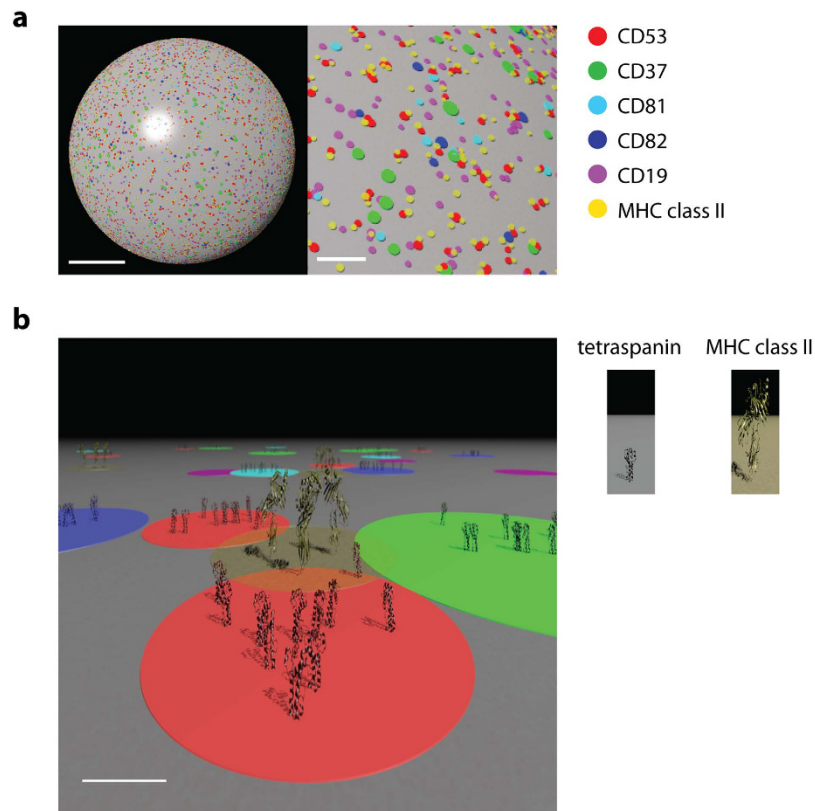 a
CD53
CD37
CD81
CD82
CD19
MHC class II
b
tetraspanin
MHC class II